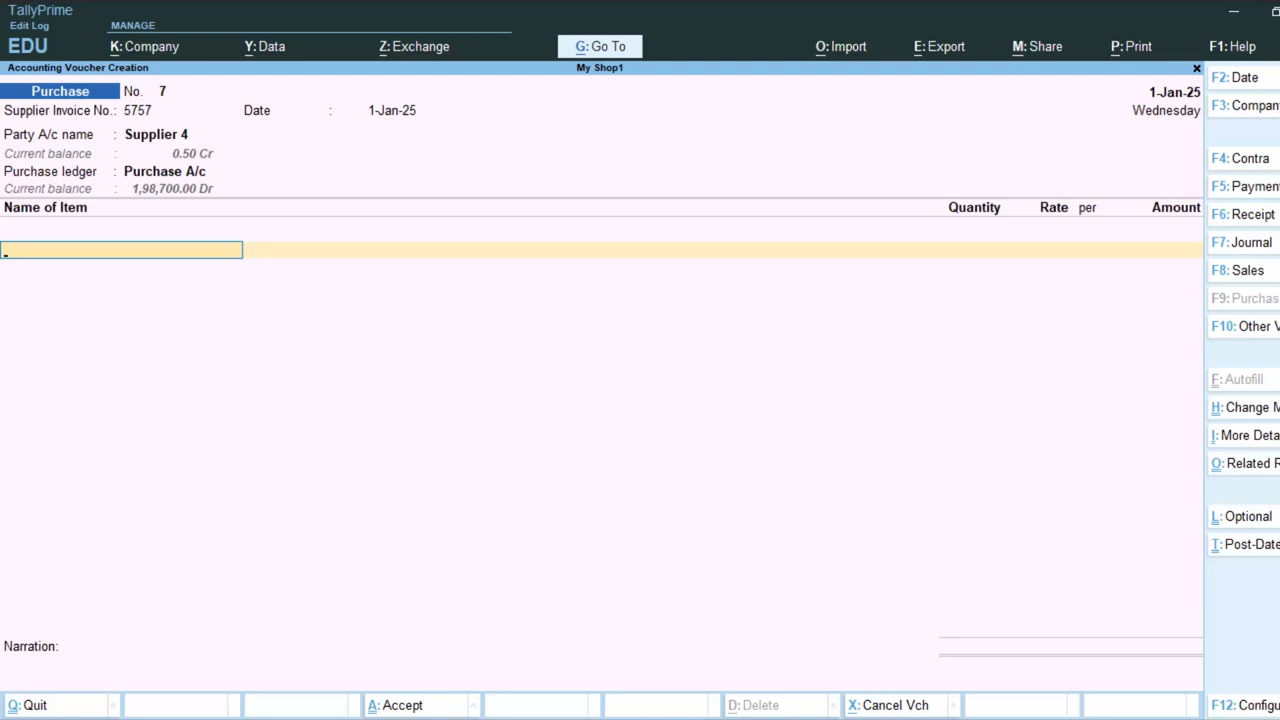 TallyPrime
Edit Log
MANAGE
EDU
K: Company
Y: Data
Z: Exchange
G: Go To
O: Import
E: Export
M: Share
P: Print
F1: Help
Accounting Voucher Creation
My Shop1
Purchase No. 7
1-Jan-25
Supplier Invoice No.: 5757 Date : 1-Jan-25
Wednesday
Party A/c name : Supplier 4
Current balance : 0.50 Cr
Purchase ledger : Purchase A/c
Current balance : 1,98,700.00 Dr
Name of Item Quantity Rate per Amount
Narration:
F2: Date
F3: Compan
F4: Contra
F5: Paymen
F6: Receipt
F7: Journal
F8: Sales
F9: Purchas
F10: Other V
F: Autofill
H: Change M
I: More Deta
O: Related R
L: Optional
T: Post-Date
Q: Quit
A: Accept
D: Delete
X: Cancel Vch
F12: Configu